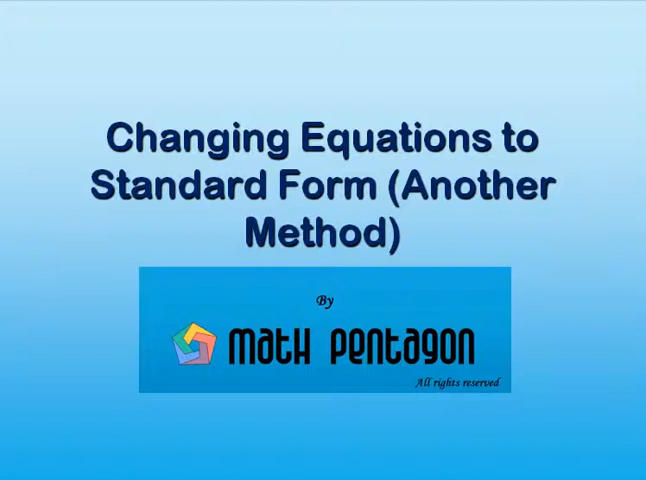 Changing Equations to
Standard Form (Another
Method)
By
math pentagon
All rights reserved